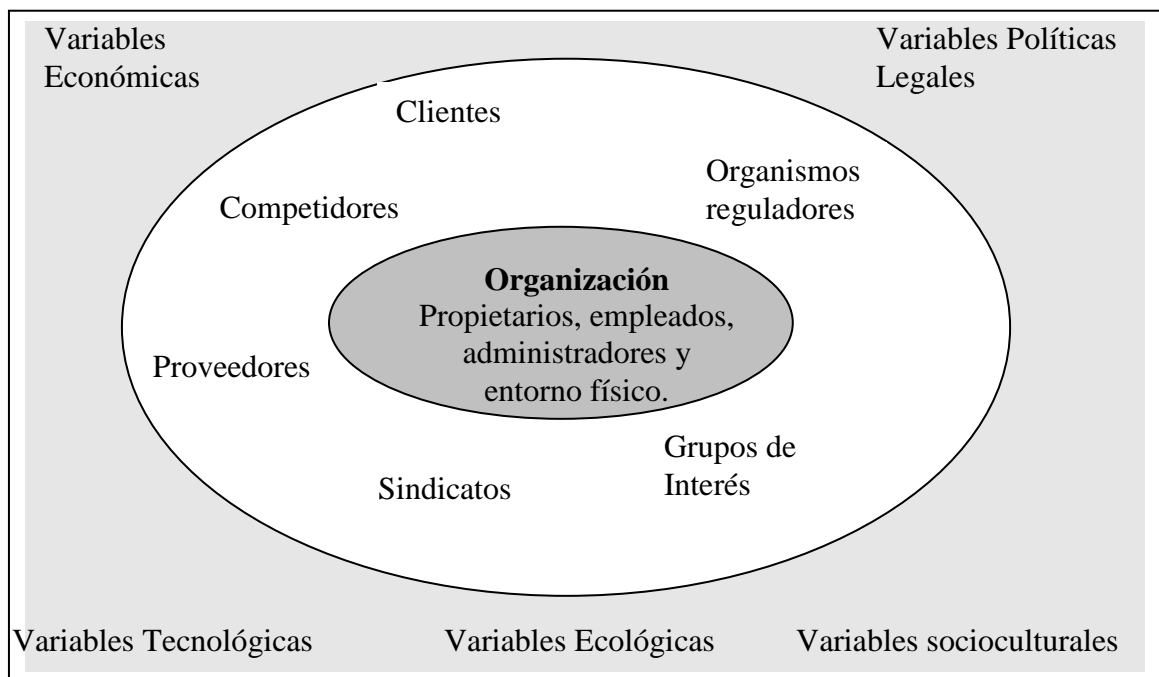 Variables
Económicas
Variables Políticas
Legales
Clientes
Organismos
reguladores
Competidores
Organización
Propietarios, empleados,
administradores y
entorno físico.
Proveedores
Grupos de
Interés
Sindicatos
Variables Tecnológicas
Variables Ecológicas
Variables socioculturales